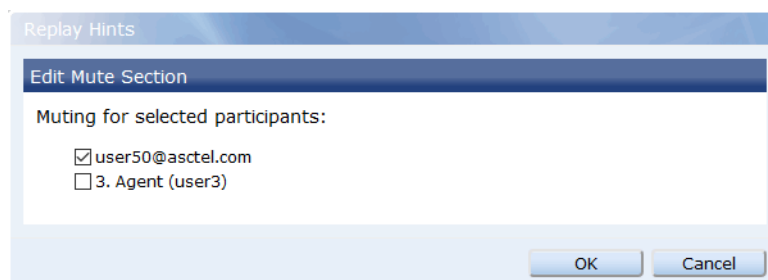 Replay Hints
Edit Mute Section
Muting for selected participants:
user50@asctel.com
3. Agent (user3)
OK Cancel